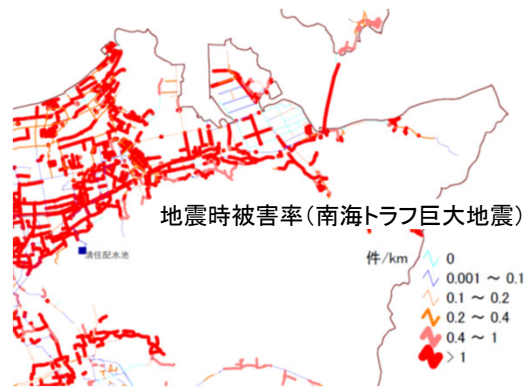 地震時被害率(南海トラフ巨大地震)
清住配水池
件/km
0
0.001 ～ 0.1
0.1 ～ 0.2
0.2 ～ 0.4
0.4 ～ 1
> 1